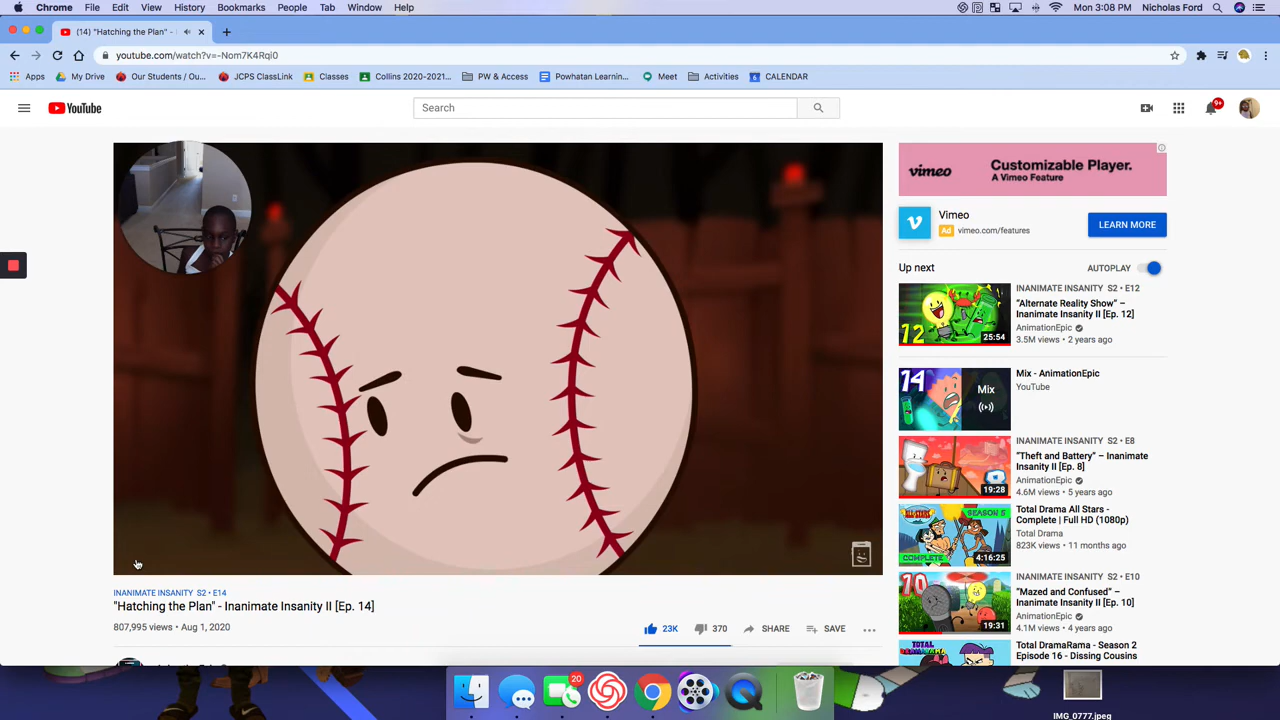 Chrome File Edit View History Bookmarks People Tab Window Help Mon 3:08 PM Nicholas Ford
(14) "Hatching the Plan" -
youtube.com/watch?v=-Nom7K4Rqi0
Apps My Drive Our Students / Ou... JCPS ClassLink Classes Collins 2020-2021... PW & Access Powhatan Learnin... Meet Activities CALENDAR
YouTube Search 9+
vimeo Customizable Player.
A Vimeo Feature
Vimeo
Ad vimeo.com/features
LEARN MORE
Up next AUTOPLAY
12
25:54
INANIMATE INSANITY S2 • E12
"Alternate Reality Show" –
Inanimate Insanity II [Ep. 12]
AnimationEpic
3.5M views • 2 years ago
14
Mix
Mix - AnimationEpic
YouTube
19:28
INANIMATE INSANITY S2 • E8
"Theft and Battery" – Inanimate
Insanity II [Ep. 8]
AnimationEpic
4.6M views • 5 years ago
ALL-STARS
SEASON 5
COMPLETE
4:16:25
Total Drama All Stars -
Complete | Full HD (1080p)
Total Drama
823K views • 11 months ago
10
19:31
INANIMATE INSANITY S2 • E10
"Mazed and Confused" –
Inanimate Insanity II [Ep. 10]
AnimationEpic
4.1M views • 4 years ago
Total DramaRama - Season 2
Episode 16 - Dissing Cousins
INANIMATE INSANITY S2 • E14
"Hatching the Plan" - Inanimate Insanity II [Ep. 14]
807,995 views • Aug 1, 2020
23K 370 SHARE SAVE
20
IMG_0777.jpeg